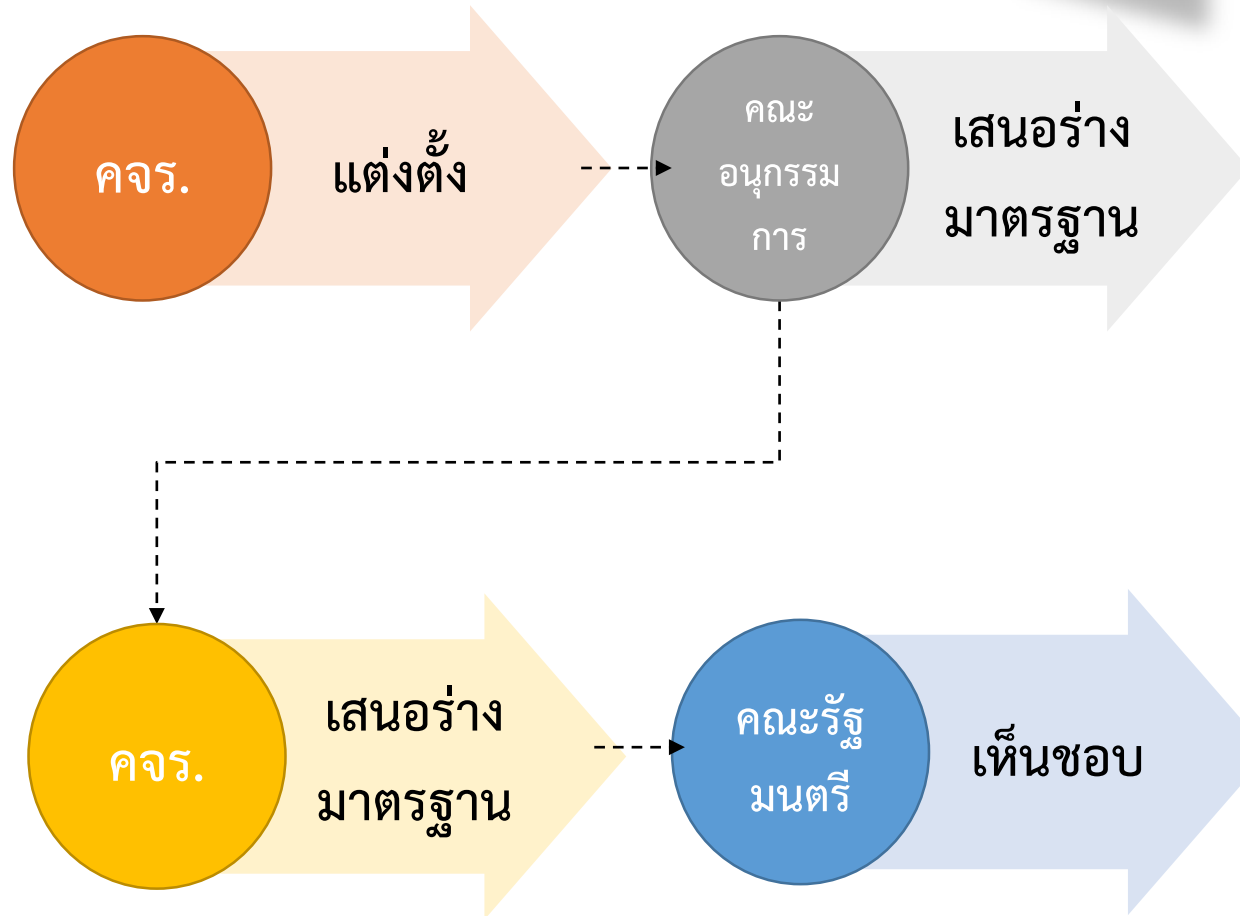 คจร.
แต่งตั้ง
คณะ
อนุกรรม
การ
เสนอร่าง
มาตรฐาน
คจร.
เสนอร่าง
มาตรฐาน
คณะรัฐ
มนตรี
เห็นชอบ